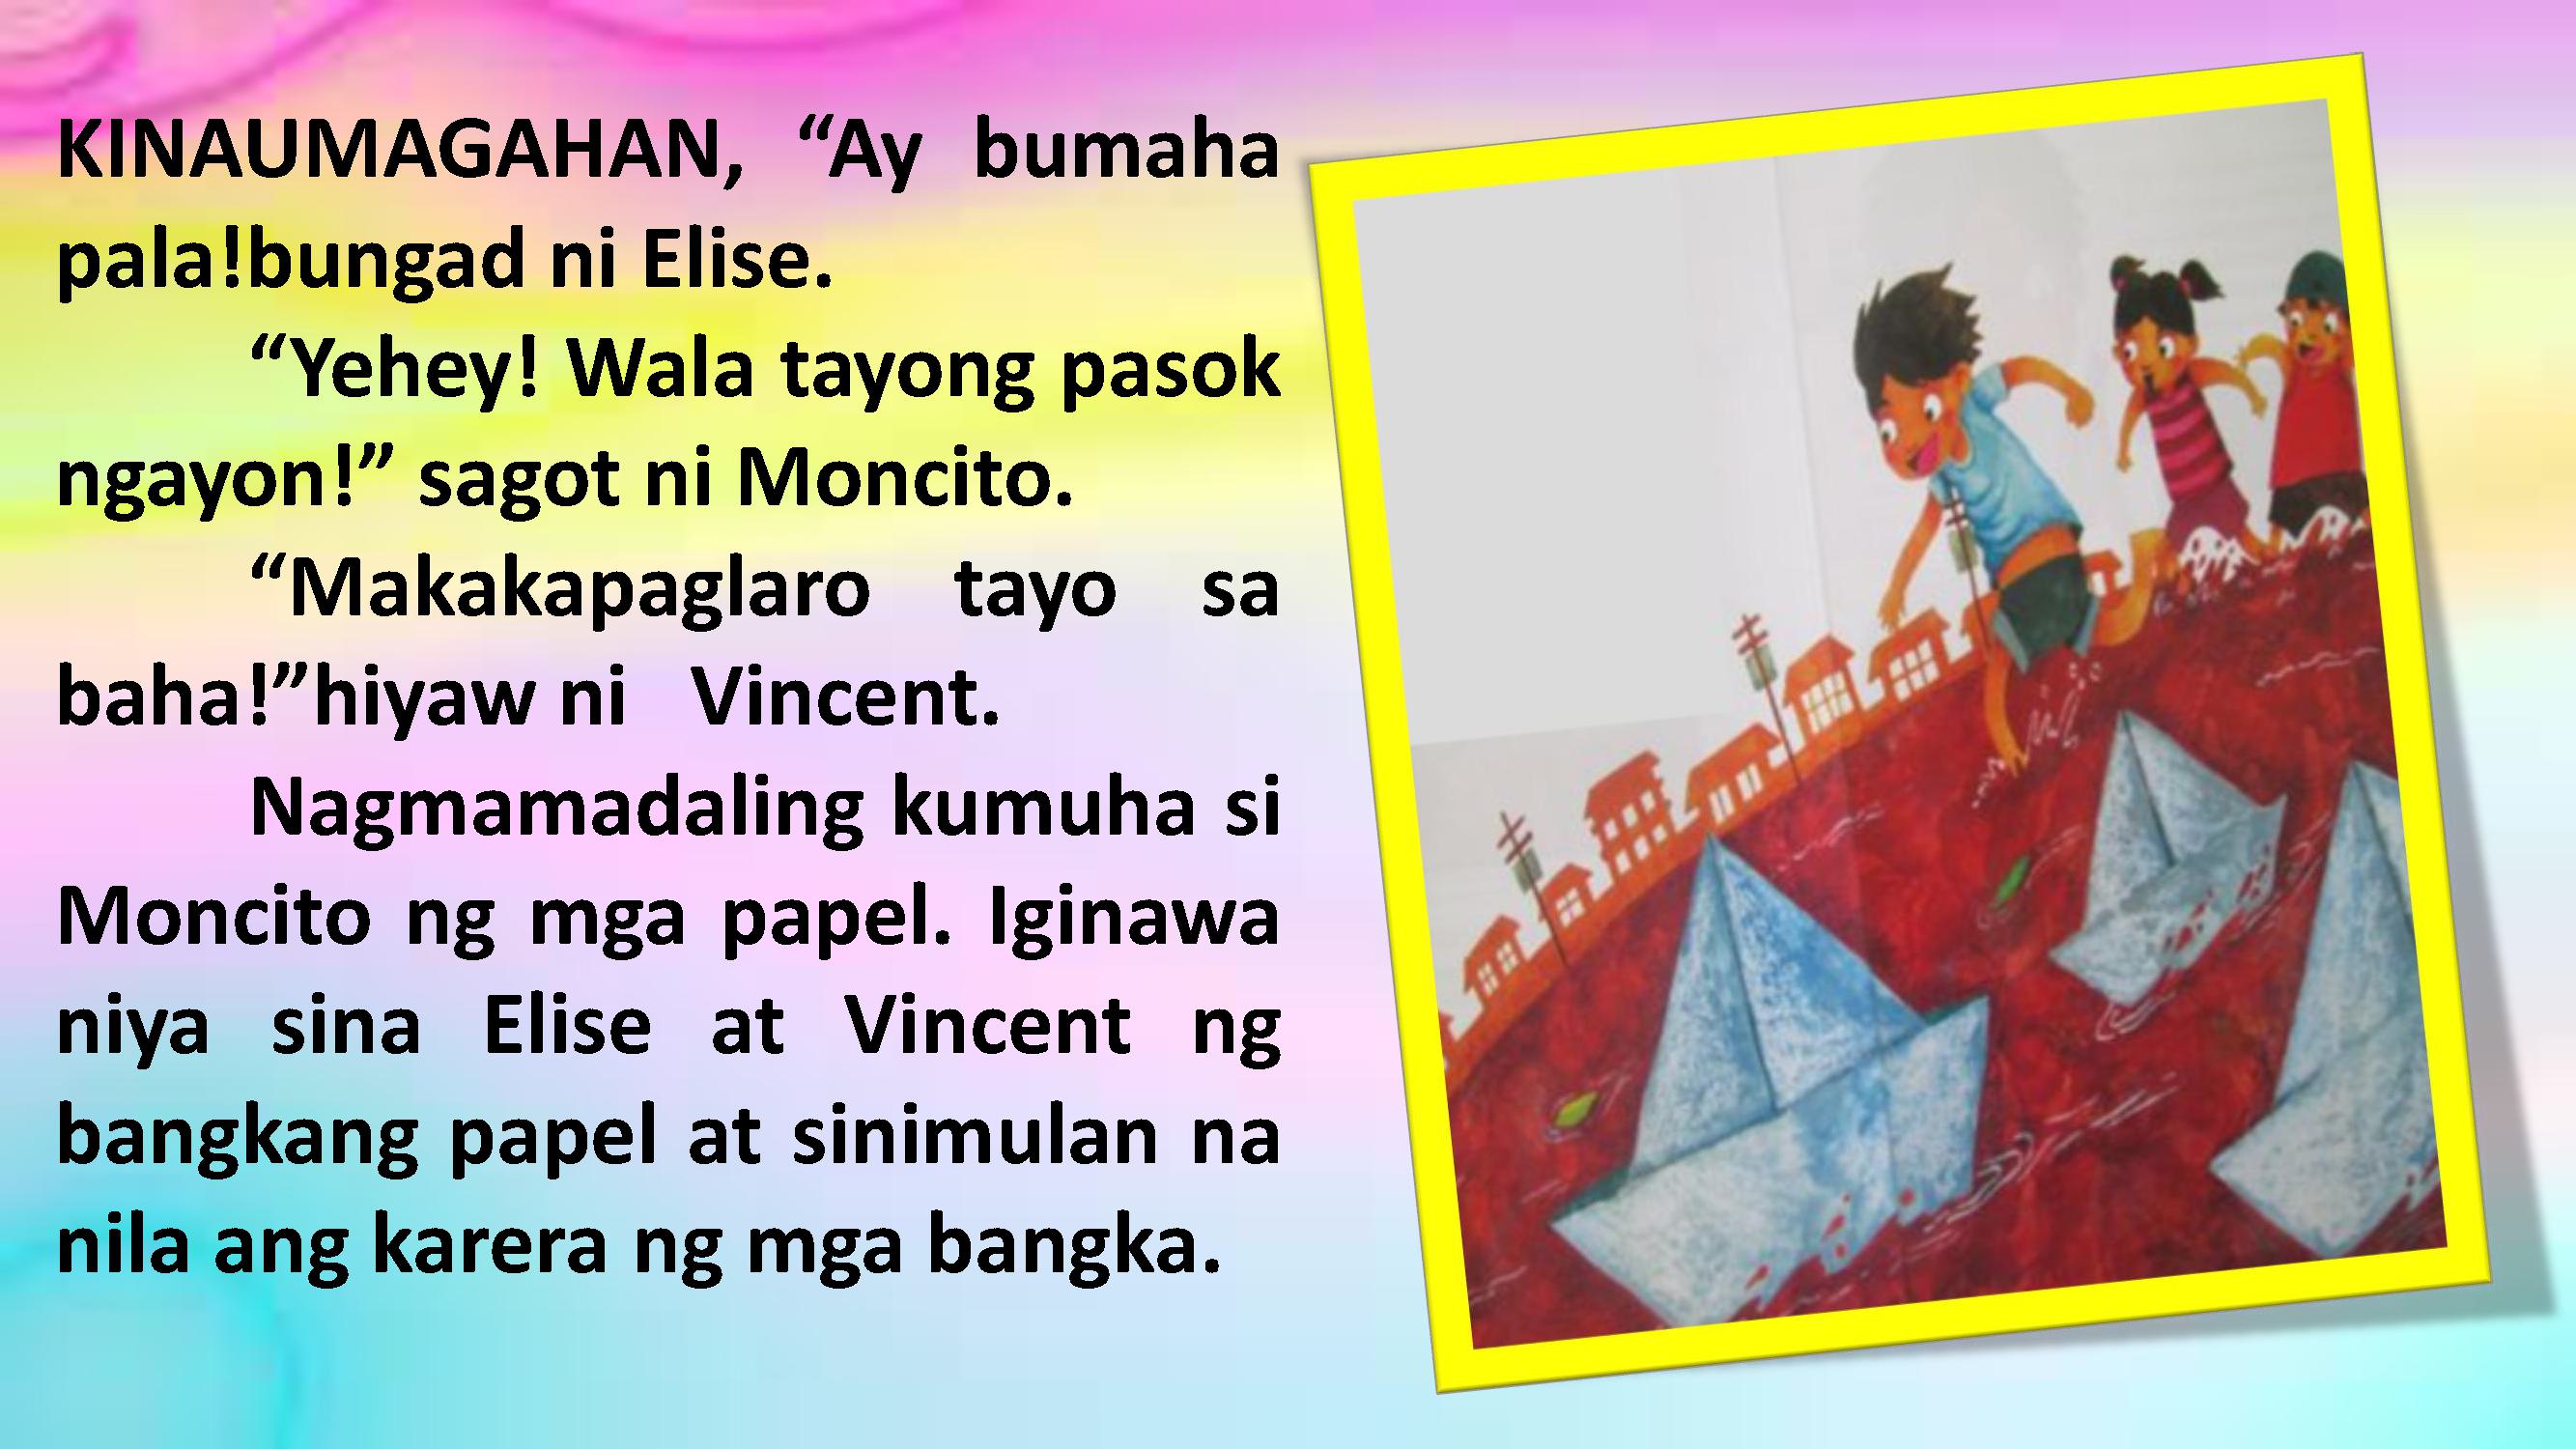 KINAUMAGAHAN, “Ay bumaha
pala!bungad ni Elise.
“Yehey! Wala tayong pasok
ngayon!” sagot ni Moncito.
“Makakapaglaro tayo sa
baha!”hiyaw ni Vincent.
Nagmamadaling kumuha si
Moncito ng mga papel. Iginawa
niya sina Elise at Vincent ng
bangkang papel at sinimulan na
nila ang karera ng mga bangka.